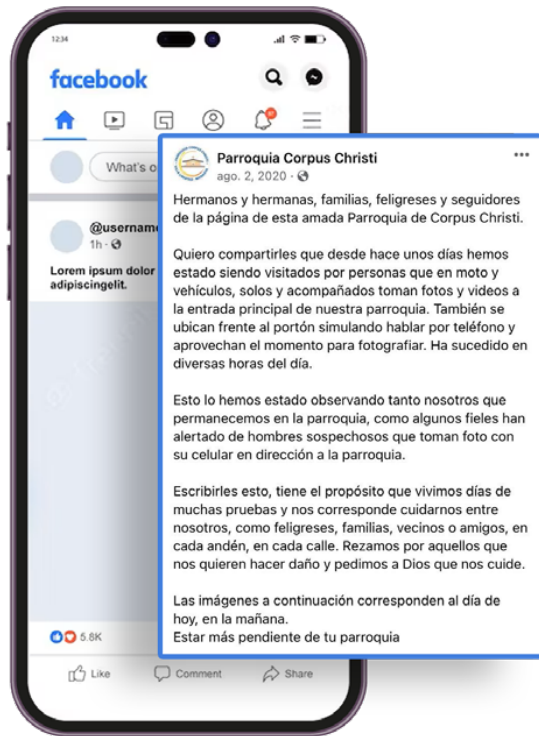 12:34
facebook
What's o
@username
1h ·
Lorem ipsum dolor
adipiscingelit.
5.8K
Like Comment Share
Parroquia Corpus Christi
ago. 2, 2020 ·
Hermanos y hermanas, familias, feligreses y seguidores
de la página de esta amada Parroquia de Corpus Christi.
Quiero compartirles que desde hace unos días hemos
estado siendo visitados por personas que en moto y
vehículos, solos y acompañados toman fotos y videos a
la entrada principal de nuestra parroquia. También se
ubican frente al portón simulando hablar por teléfono y
aprovechan el momento para fotografiar. Ha sucedido en
diversas horas del día.
Esto lo hemos estado observando tanto nosotros que
permanecemos en la parroquia, como algunos fieles han
alertado de hombres sospechosos que toman foto con
su celular en dirección a la parroquia.
Escribirles esto, tiene el propósito que vivimos días de
muchas pruebas y nos corresponde cuidarnos entre
nosotros, como feligreses, familias, vecinos o amigos, en
cada andén, en cada calle. Rezamos por aquellos que
nos quieren hacer daño y pedimos a Dios que nos cuide.
Las imágenes a continuación corresponden al día de
hoy, en la mañana.
Estar más pendiente de tu parroquia